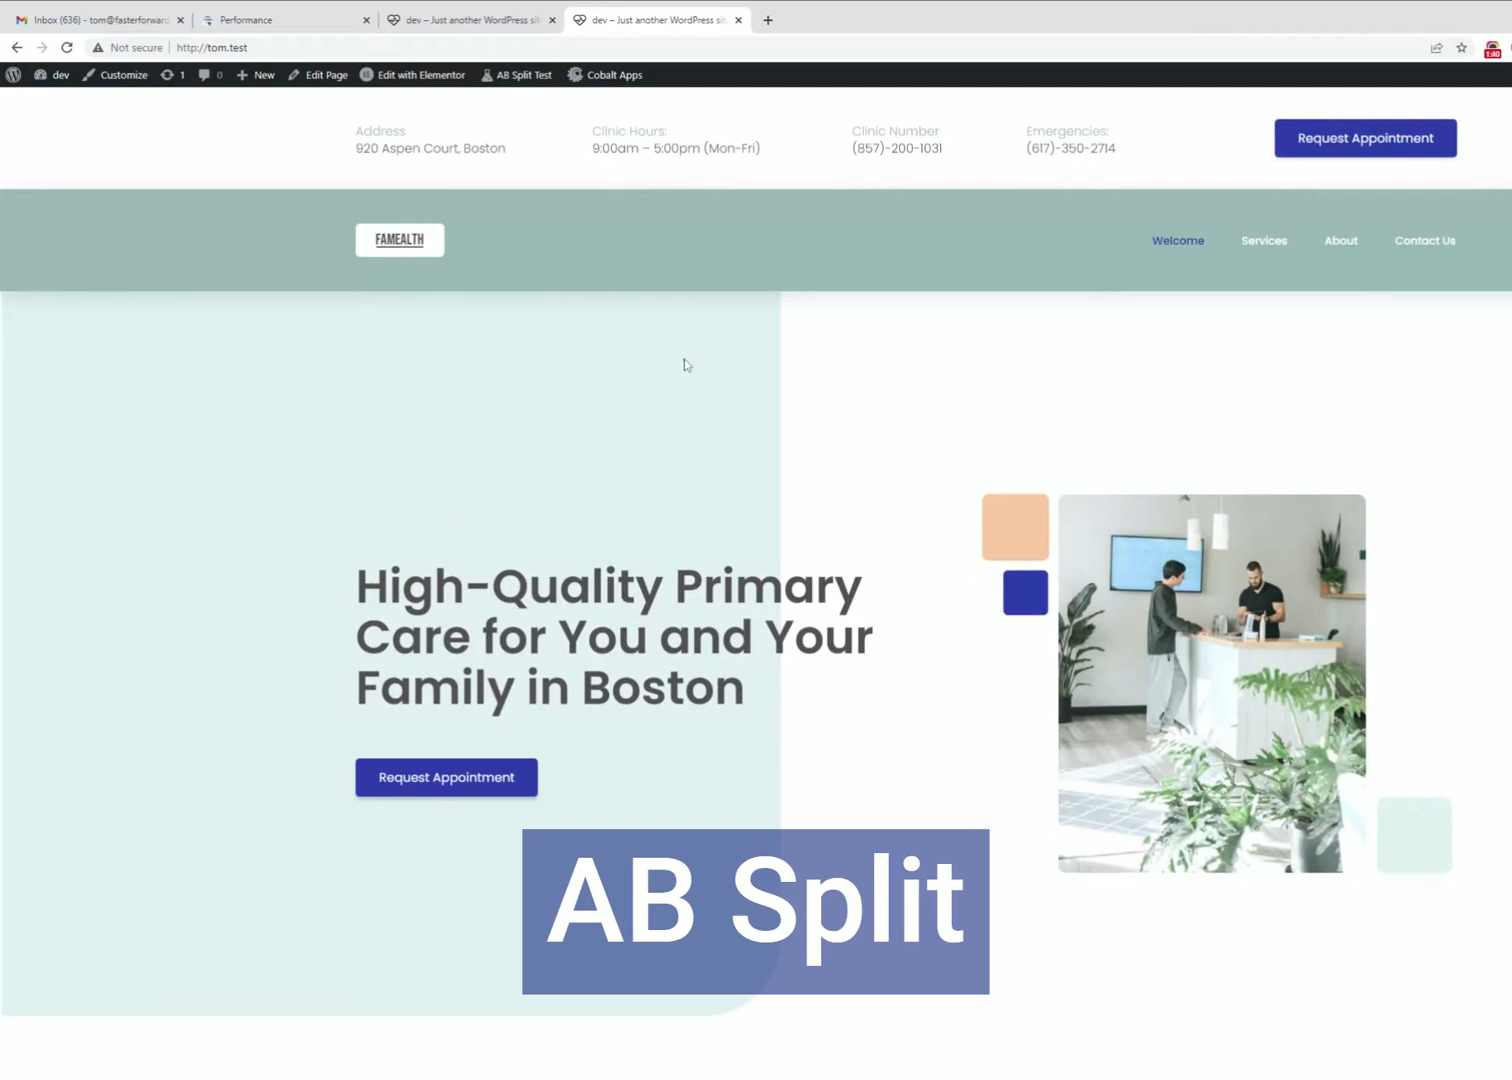 Inbox (636) - tom@fasterforward
Performance
dev – Just another WordPress sit
dev – Just another WordPress sit
Not secure
http://tom.test
1:40
dev
Customize
1
0
New
Edit Page
Edit with Elementor
AB Split Test
Cobalt Apps
Address
920 Aspen Court, Boston
Clinic Hours:
9:00am – 5:00pm (Mon-Fri)
Clinic Number
(857)-200-1031
Emergencies:
(617)-350-2714
Request Appointment
FAMEALTH
Welcome
Services
About
Contact Us
High-Quality Primary
Care for You and Your
Family in Boston
Request Appointment
AB Split